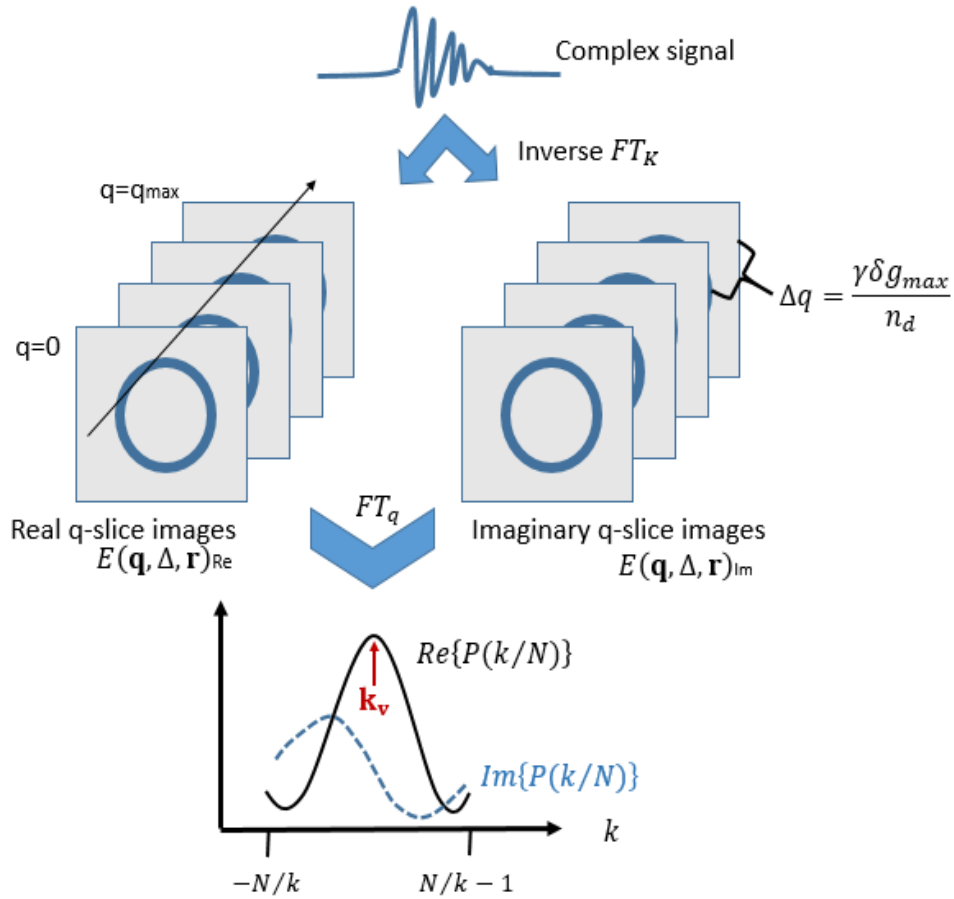 Complex signal
Inverse FT_K
q=q_max
q=0
Δq = γδg_max / n_d
Real q-slice images
E(𝐪, Δ, 𝐫)_Re
FT_q
Imaginary q-slice images
E(𝐪, Δ, 𝐫)_Im
Re{P(k/N)}
𝐤_𝐯
Im{P(k/N)}
k
−N/k
N/k − 1